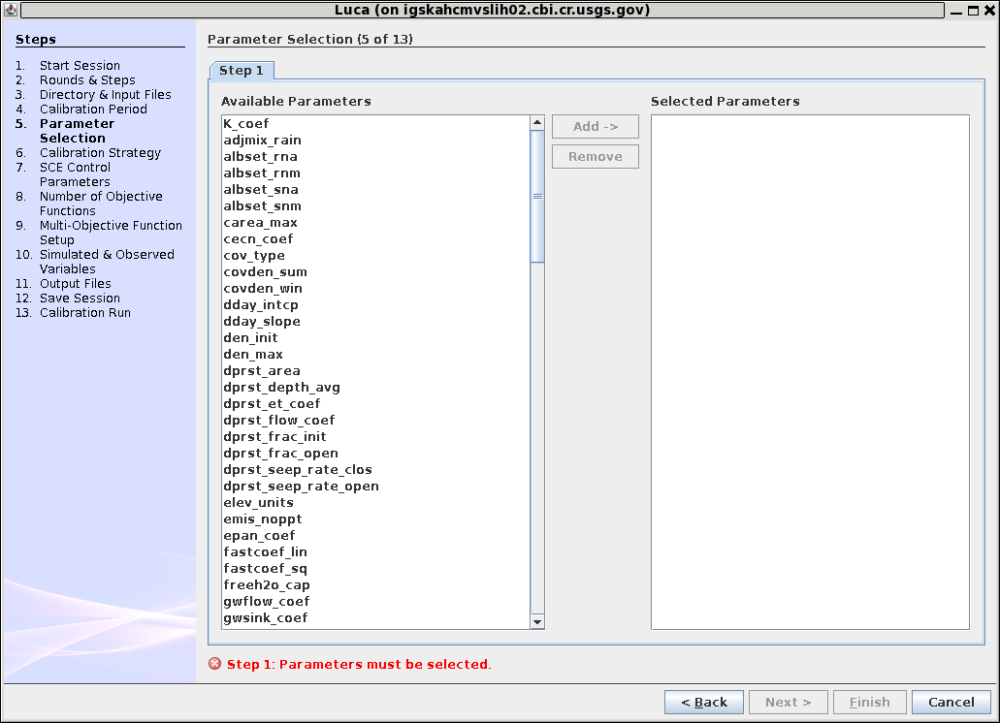 Luca (on igskahcmvslih02.cbi.cr.usgs.gov)
Steps
1. Start Session
2. Rounds & Steps
3. Directory & Input Files
4. Calibration Period
5. Parameter
Selection
6. Calibration Strategy
7. SCE Control
Parameters
8. Number of Objective
Functions
9. Multi-Objective Function
Setup
10. Simulated & Observed
Variables
11. Output Files
12. Save Session
13. Calibration Run
Parameter Selection (5 of 13)
Step 1
Available Parameters
K_coef
adjmix_rain
albset_rna
albset_rnm
albset_sna
albset_snm
carea_max
cecn_coef
cov_type
covden_sum
covden_win
dday_intcp
dday_slope
den_init
den_max
dprst_area
dprst_depth_avg
dprst_et_coef
dprst_flow_coef
dprst_frac_init
dprst_frac_open
dprst_seep_rate_clos
dprst_seep_rate_open
elev_units
emis_noppt
epan_coef
fastcoef_lin
fastcoef_sq
freeh2o_cap
gwflow_coef
gwsink_coef
Add ->
Remove
Selected Parameters
Step 1: Parameters must be selected.
< Back
Next >
Finish
Cancel